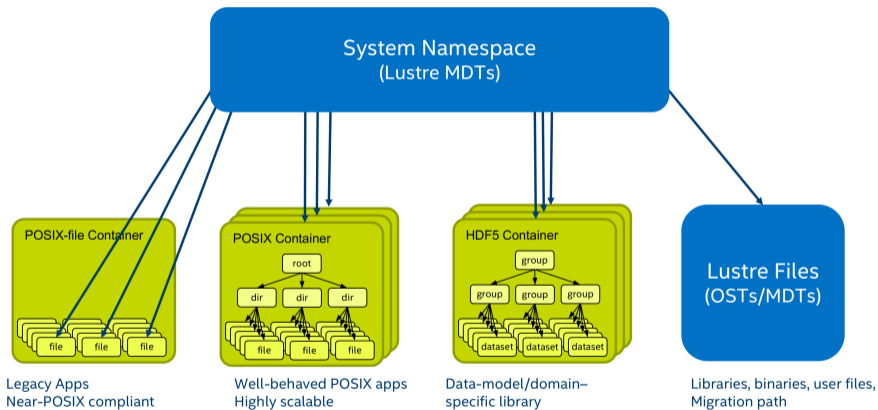 System Namespace
(Lustre MDTs)
POSIX-file Container
file
file
file
POSIX Container
root
dir
dir
dir
file
file
file
HDF5 Container
group
group
group
group
dataset
dataset
dataset
Lustre Files
(OSTs/MDTs)
Legacy Apps
Near-POSIX compliant
Well-behaved POSIX apps
Highly scalable
Data-model/domain–
specific library
Libraries, binaries, user files,
Migration path